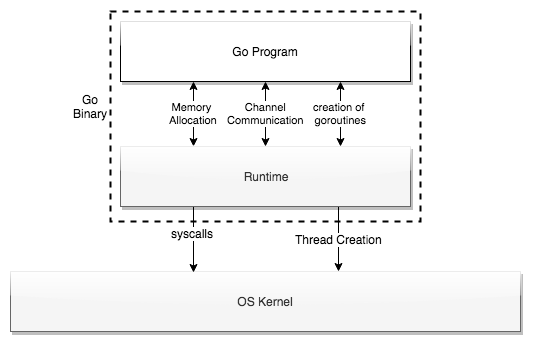 Go Program
Go
Binary
Memory
Allocation
Channel
Communication
creation of
goroutines
Runtime
syscalls
Thread Creation
OS Kernel